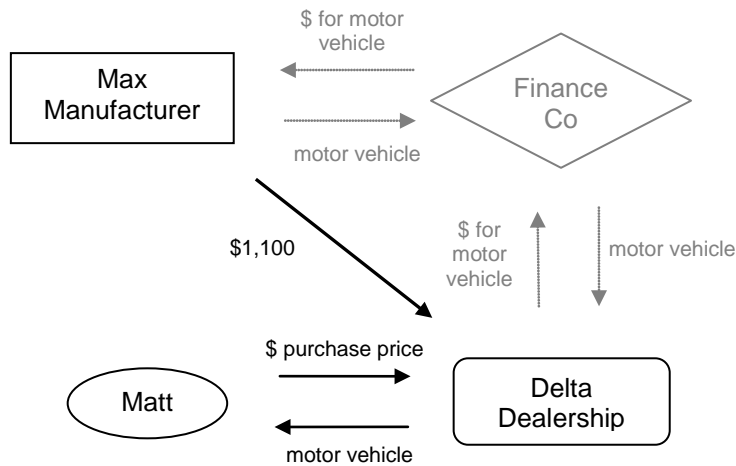 $ for motor
vehicle
Max
Manufacturer
Finance
Co
motor vehicle
$1,100
$ for
motor
vehicle
motor vehicle
$ purchase price
Matt
Delta
Dealership
motor vehicle